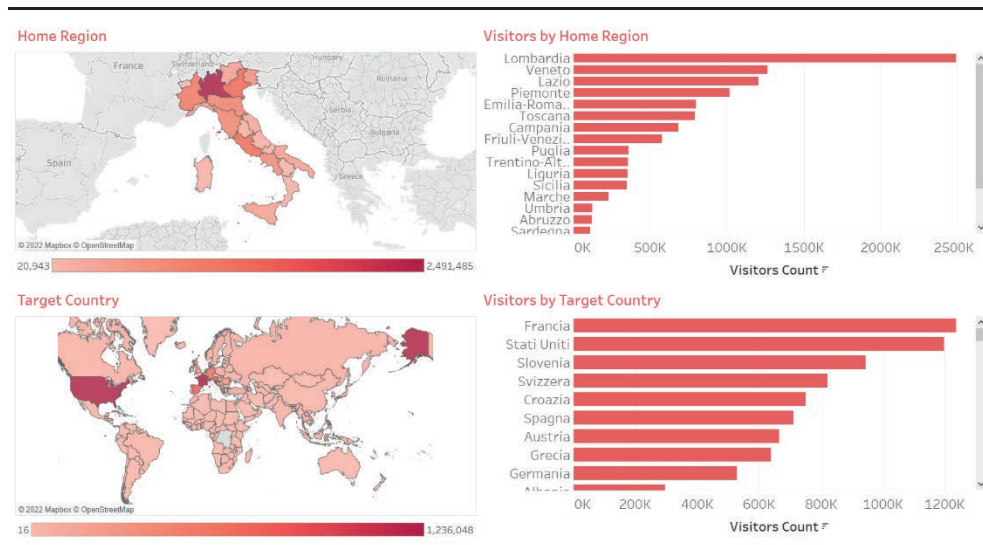 Home Region
France
Switzerland
Hungary
Romania
Serbia
Bulgaria
Spain
Greece
© 2022 Mapbox © OpenStreetMap
20,943
2,491,485
Visitors by Home Region
Lombardia
Veneto
Lazio
Piemonte
Emilia-Roma..
Toscana
Campania
Friuli-Venezi..
Puglia
Trentino-Alt..
Liguria
Sicilia
Marche
Umbria
Abruzzo
Sardegna
0K 500K 1000K 1500K 2000K 2500K
Visitors Count
Target Country
© 2022 Mapbox © OpenStreetMap
16
1,236,048
Visitors by Target Country
Francia
Stati Uniti
Slovenia
Svizzera
Croazia
Spagna
Austria
Grecia
Germania
Albania
0K 200K 400K 600K 800K 1000K 1200K
Visitors Count